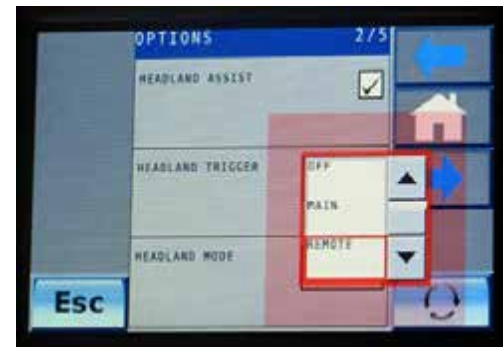 OPTIONS 2/5
HEADLAND ASSIST
HEADLAND TRIGGER
OFF
MAIN
REMOTE
HEADLAND MODE
Esc